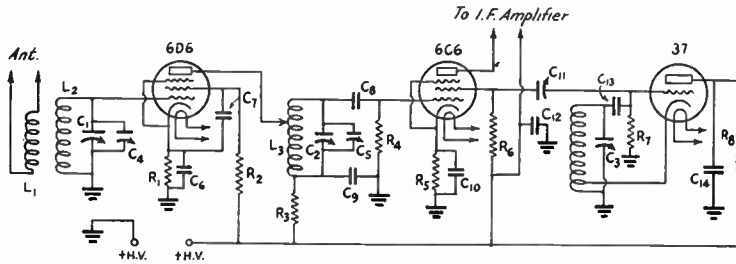 To I.F. Amplifier
6D6
6C6
37
Ant.
L2
C7
C8
C11
C13
C1
C4
L3
C2
C5
R4
R6
C12
C3
R7
R8
L1
R1
C6
R2
C9
R5
C10
C14
R3
+H.V.
+H.V.